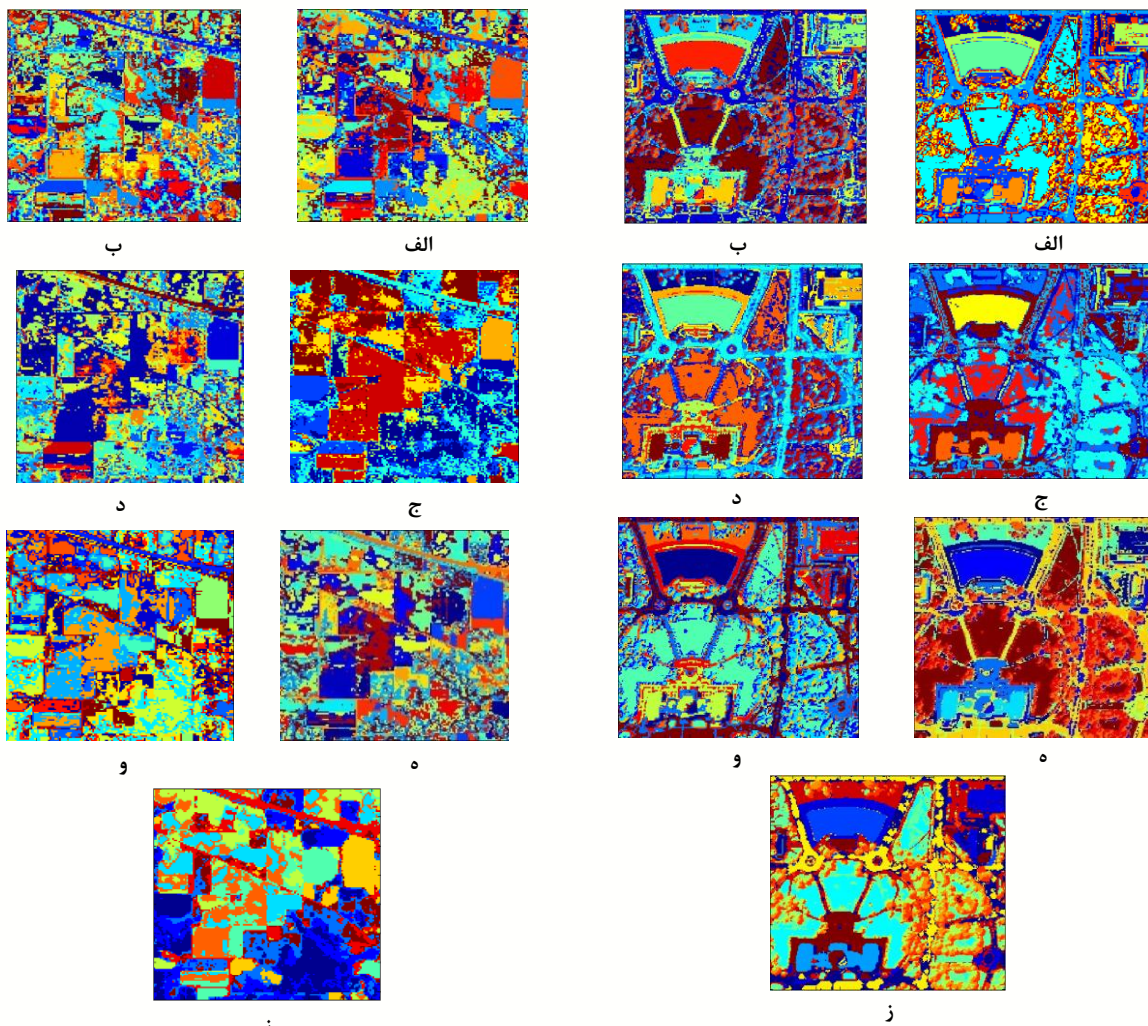 الف ب الف ب
ج د ج د
ه و ه و
ز ز